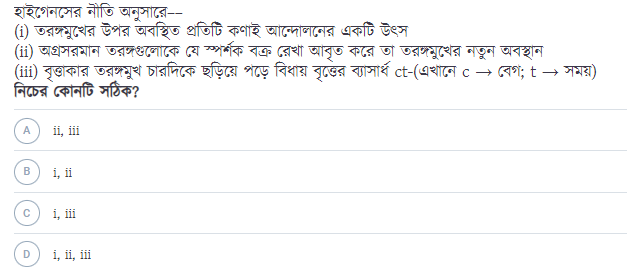 হাইগেনসের নীতি অনুসারে--
(i) তরঙ্গমুখের উপর অবস্থিত প্রতিটি কণাই আন্দোলনের একটি উৎস
(ii) অগ্রসরমান তরঙ্গগুলোকে যে স্পর্শক বক্র রেখা আবৃত করে তা তরঙ্গমুখের নতুন অবস্থান
(iii) বৃত্তাকার তরঙ্গমুখ চারদিকে ছড়িয়ে পড়ে বিধায় বৃত্তের ব্যাসার্ধ ct-(এখানে c → বেগ; t → সময়)
নিচের কোনটি সঠিক?
A ii, iii
B i, ii
C i, iii
D i, ii, iii